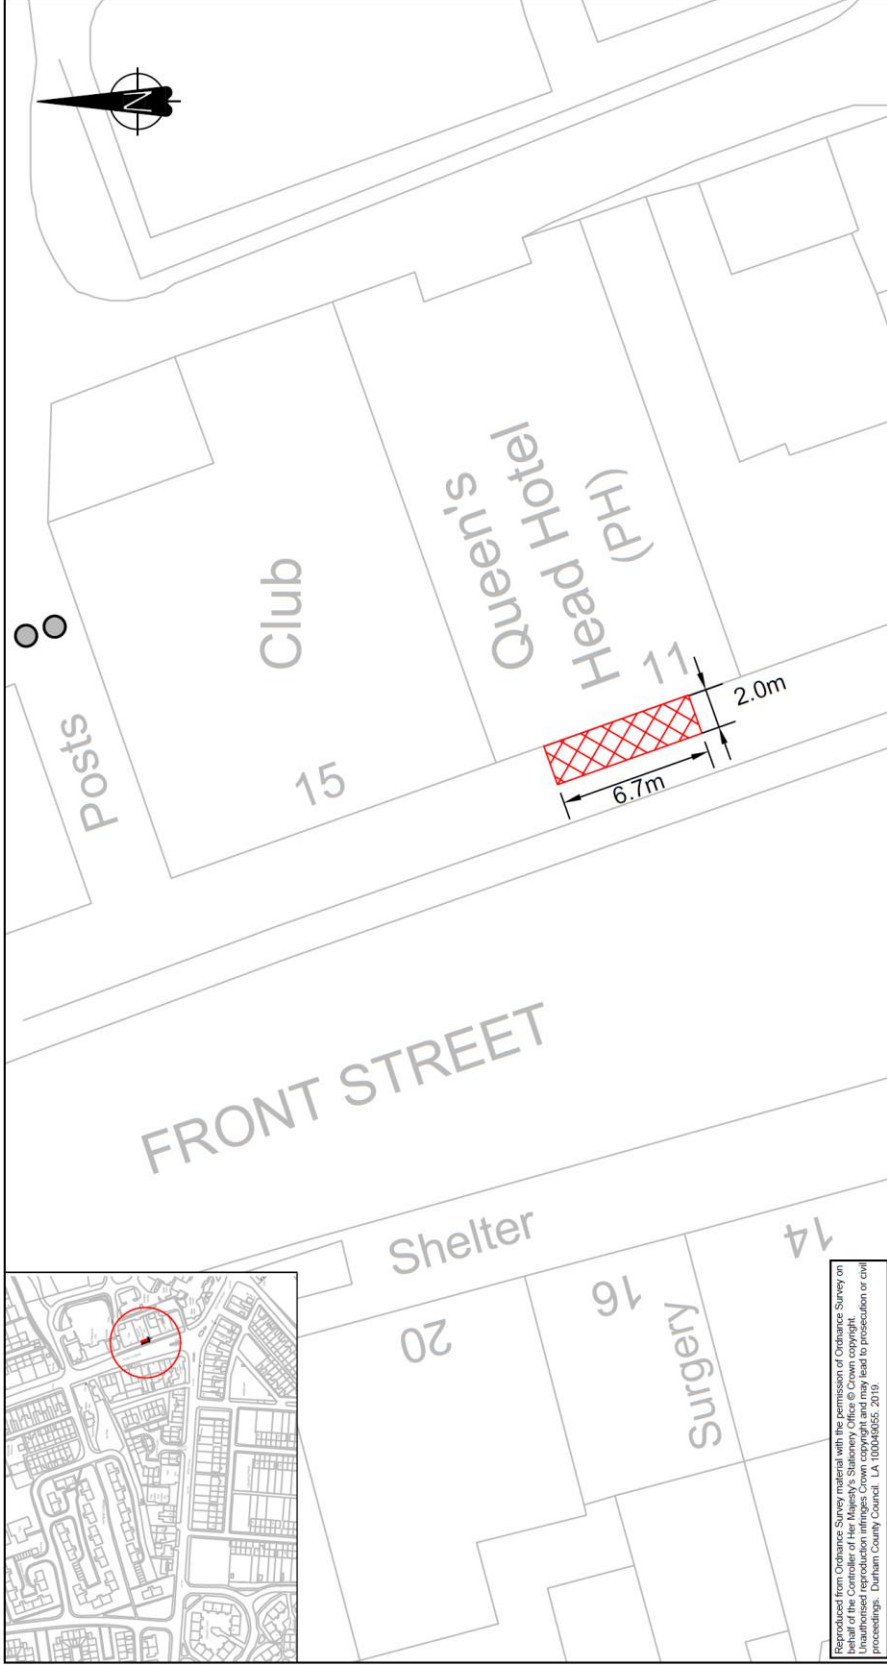 N
Posts
Club
15
Queen's
Head Hotel
(PH)
11
2.0m
6.7m
FRONT STREET
Shelter
20
16
Surgery
14
Reproduced from Ordnance Survey material with the permission of Ordnance Survey on
behalf of the Controller of Her Majesty's Stationery Office © Crown copyright.
Unauthorised reproduction infringes Crown copyright and may lead to prosecution or civil
proceedings. Durham County Council. LA 100049055. 2019.